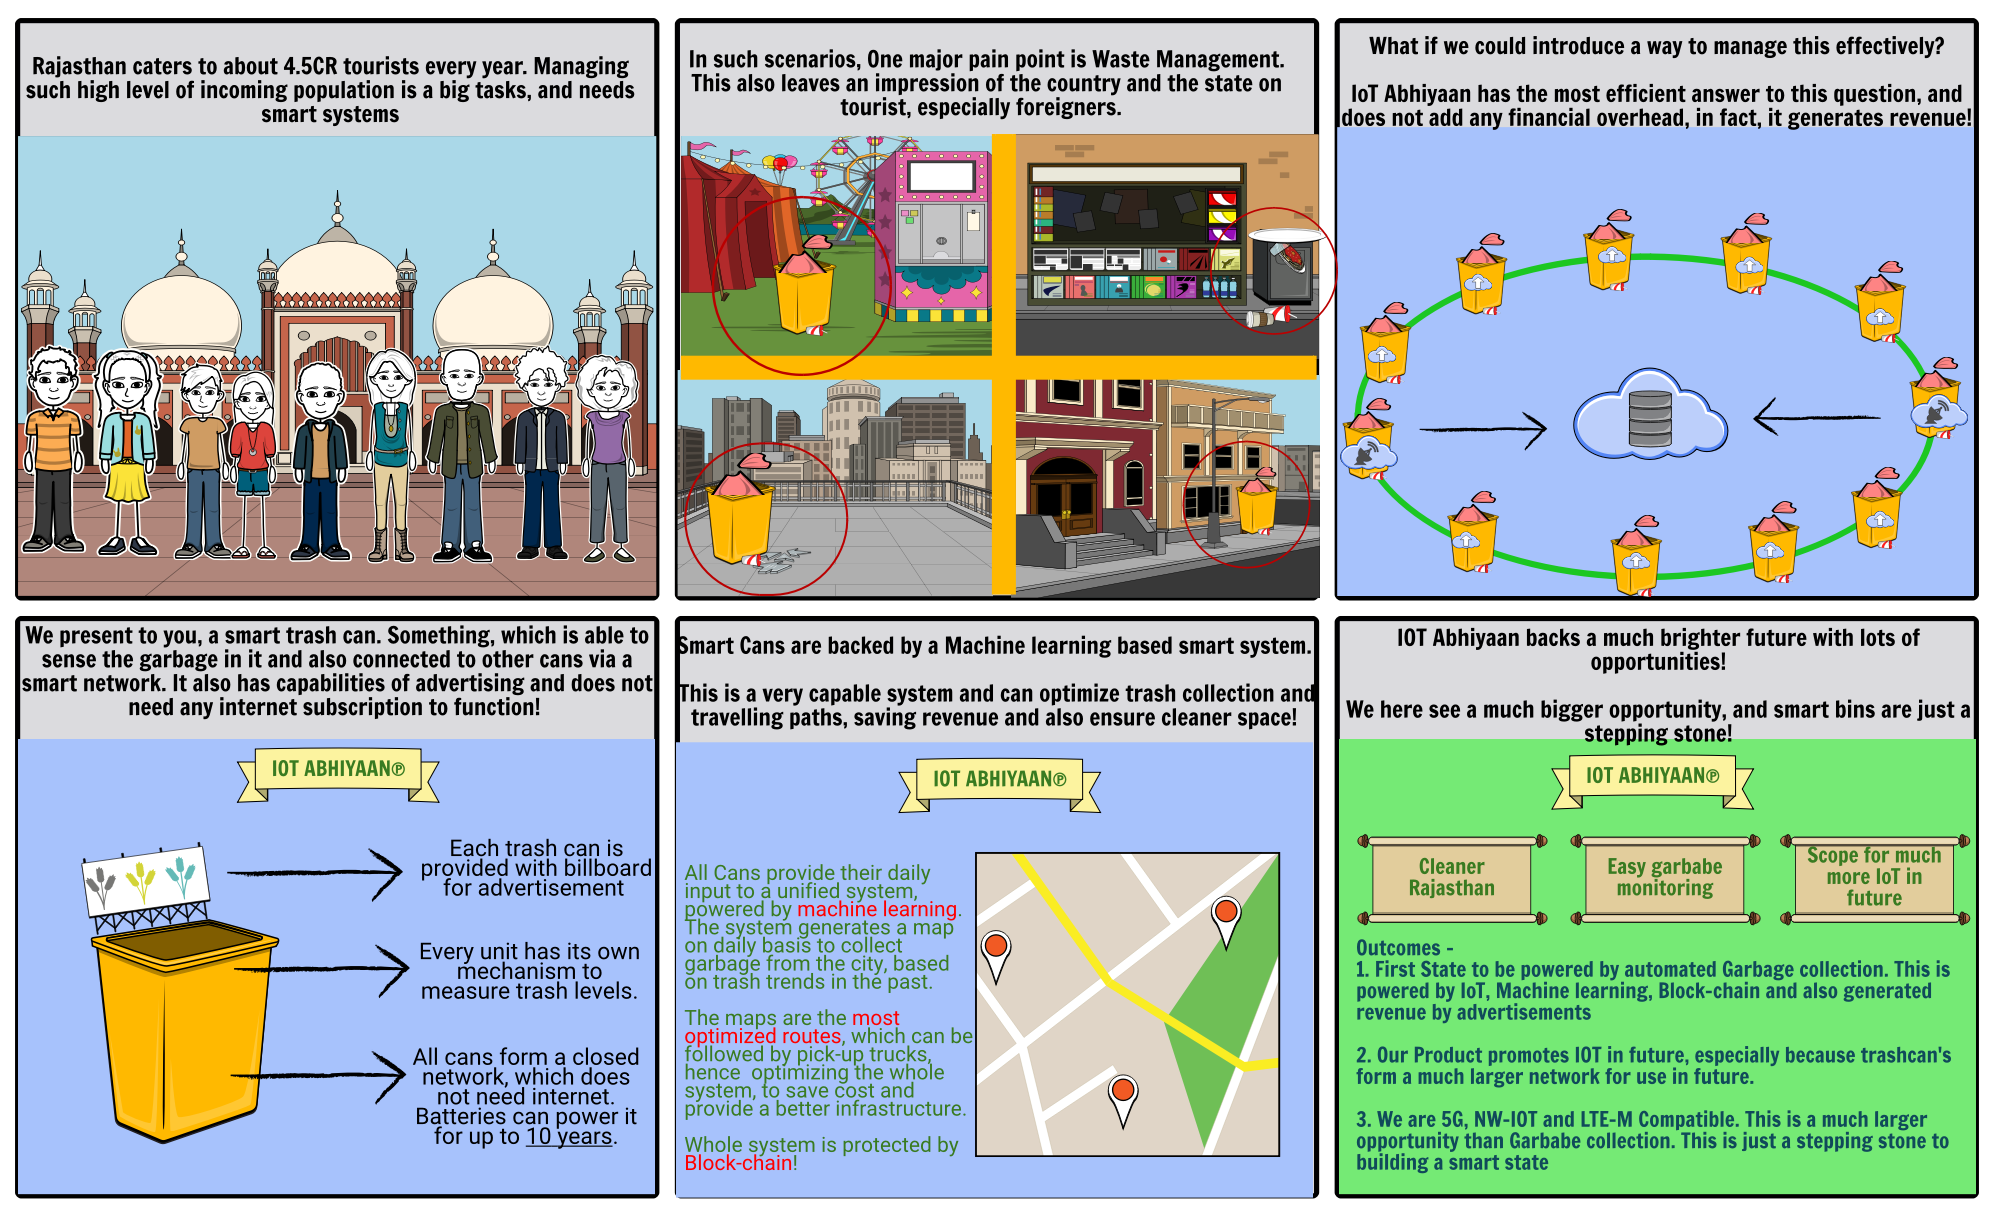 Rajasthan caters to about 4.5CR tourists every year. Managing
such high level of incoming population is a big tasks, and needs
smart systems
In such scenarios, One major pain point is Waste Management.
This also leaves an impression of the country and the state on
tourist, especially foreigners.
What if we could introduce a way to manage this effectively?
IoT Abhiyaan has the most efficient answer to this question, and
does not add any financial overhead, in fact, it generates revenue!
We present to you, a smart trash can. Something, which is able to
sense the garbage in it and also connected to other cans via a
smart network. It also has capabilities of advertising and does not
need any internet subscription to function!
IOT ABHIYAAN℗
Each trash can is
provided with billboard
for advertisement
Every unit has its own
mechanism to
measure trash levels.
All cans form a closed
network, which does
not need internet.
Batteries can power it
for up to 10 years.
Smart Cans are backed by a Machine learning based smart system.
This is a very capable system and can optimize trash collection and
travelling paths, saving revenue and also ensure cleaner space!
IOT ABHIYAAN℗
All Cans provide their daily
input to a unified system,
powered by machine learning.
The system generates a map
on daily basis to collect
garbage from the city, based
on trash trends in the past.
The maps are the most
optimized routes, which can be
followed by pick-up trucks,
hence optimizing the whole
system, to save cost and
provide a better infrastructure.
Whole system is protected by
Block-chain!
IOT Abhiyaan backs a much brighter future with lots of
opportunities!
We here see a much bigger opportunity, and smart bins are just a
stepping stone!
IOT ABHIYAAN℗
Cleaner
Rajasthan
Easy garbabe
monitoring
Scope for much
more IoT in
future
Outcomes -
1. First State to be powered by automated Garbage collection. This is
powered by IoT, Machine learning, Block-chain and also generated
revenue by advertisements
2. Our Product promotes IOT in future, especially because trashcan's
form a much larger network for use in future.
3. We are 5G, NW-IOT and LTE-M Compatible. This is a much larger
opportunity than Garbabe collection. This is just a stepping stone to
building a smart state